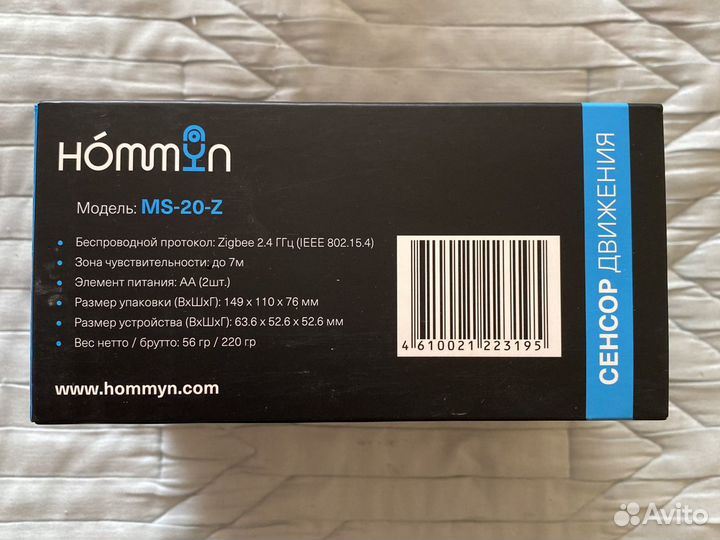 HÓMMYN
Модель: MS-20-Z
Беспроводной протокол: Zigbee 2.4 ГГц (IEEE 802.15.4)
Зона чувствительности: до 7м
Элемент питания: АА (2шт.)
Размер упаковки (ВхШхГ): 149 x 110 x 76 мм
Размер устройства (ВхШхГ): 63.6 x 52.6 x 52.6 мм
Вес нетто / брутто: 56 гр / 220 гр
www.hommyn.com
4 610021 223195
СЕНСОР ДВИЖЕНИЯ
Avito